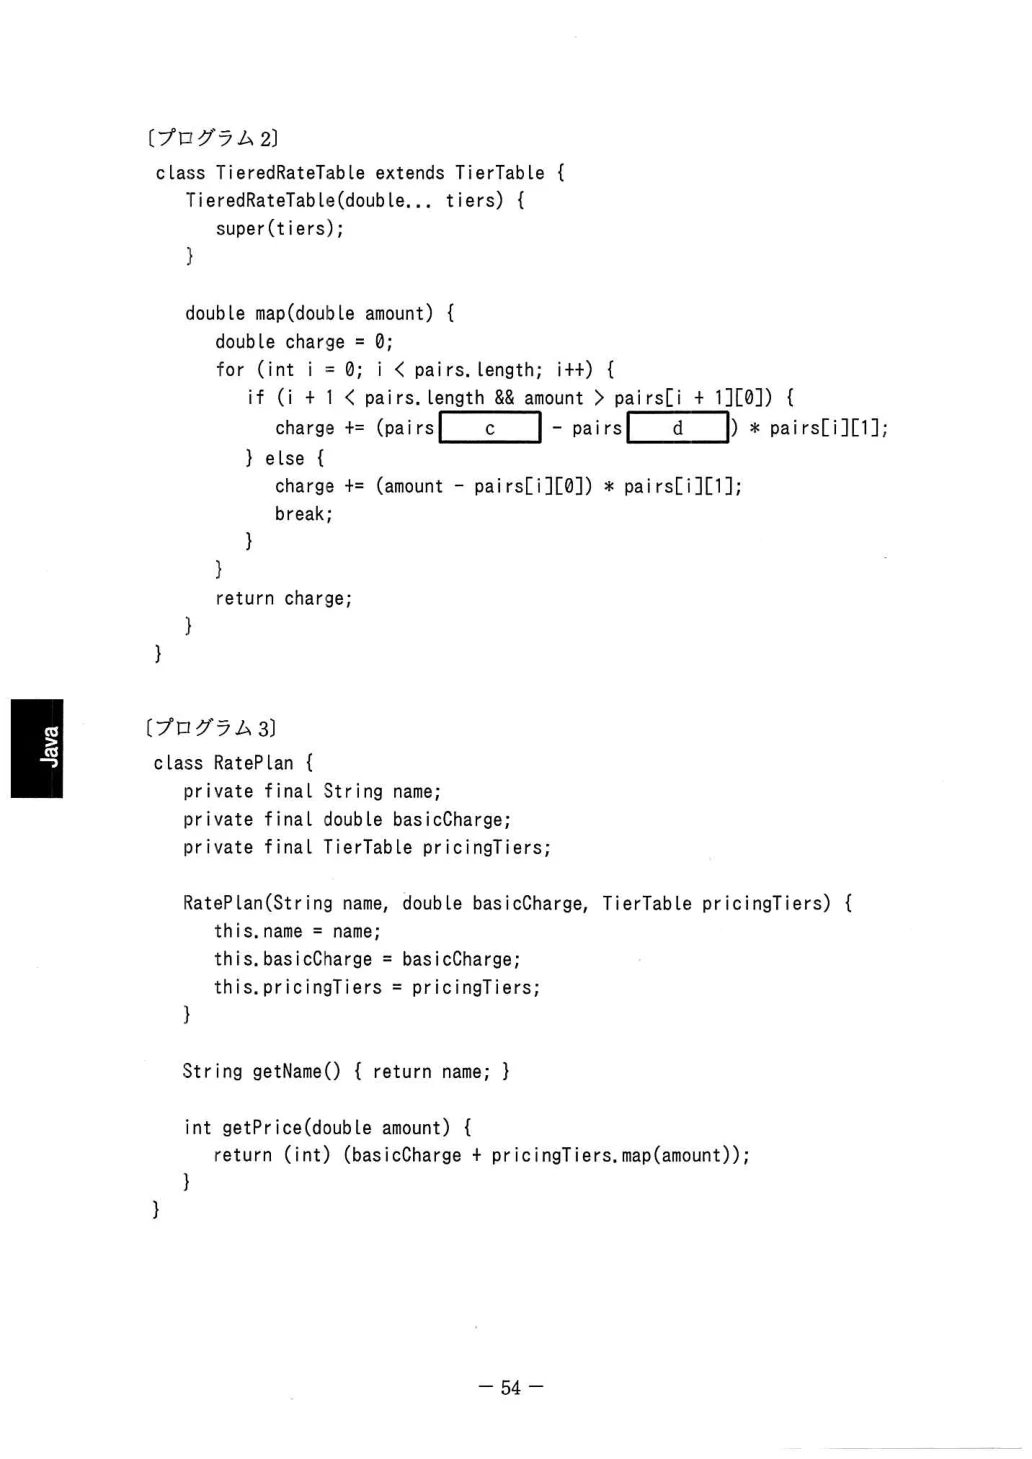 〔プログラム 2〕
class TieredRateTable extends TierTable {
TieredRateTable(double... tiers) {
super(tiers);
}
double map(double amount) {
double charge = 0;
for (int i = 0; i < pairs.length; i++) {
if (i + 1 < pairs.length && amount > pairs[i + 1][0]) {
charge += (pairs c - pairs d ) * pairs[i][1];
} else {
charge += (amount - pairs[i][0]) * pairs[i][1];
break;
}
}
return charge;
}
}
Java
〔プログラム 3〕
class RatePlan {
private final String name;
private final double basicCharge;
private final TierTable pricingTiers;
RatePlan(String name, double basicCharge, TierTable pricingTiers) {
this.name = name;
this.basicCharge = basicCharge;
this.pricingTiers = pricingTiers;
}
String getName() { return name; }
int getPrice(double amount) {
return (int) (basicCharge + pricingTiers.map(amount));
}
}
— 54 —